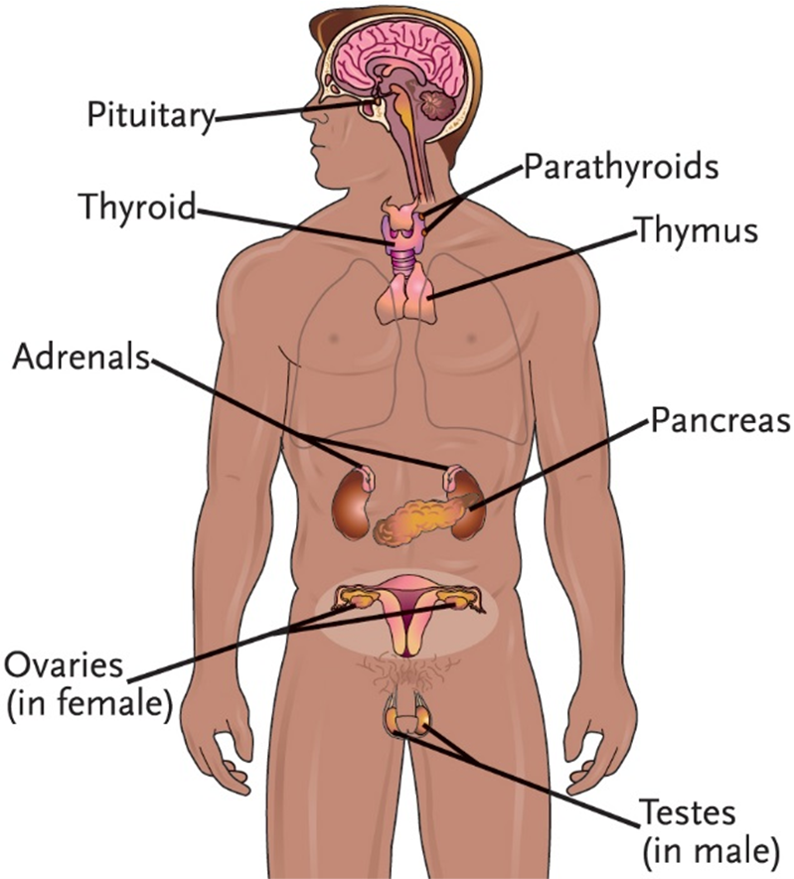 Pituitary
Parathyroids
Thyroid
Thymus
Adrenals
Pancreas
Ovaries
(in female)
Testes
(in male)